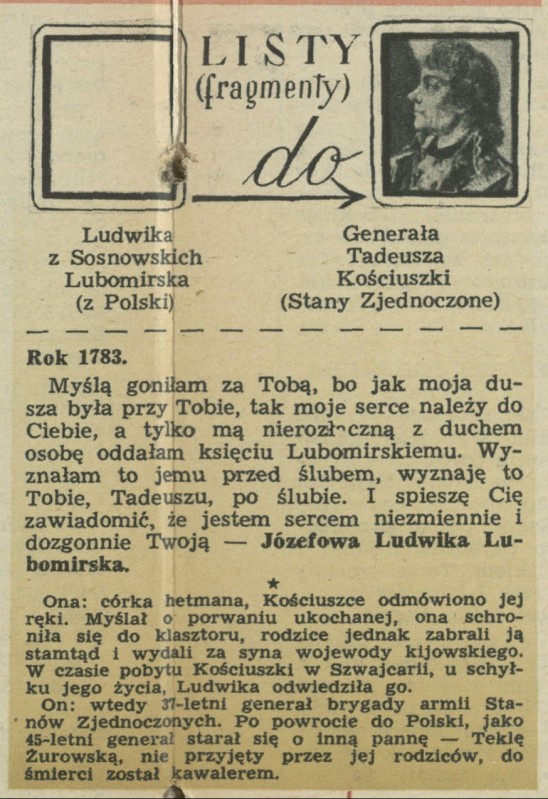 LISTY
(fragmenty)
do
Ludwika
z Sosnowskich
Lubomirska
(z Polski)
Generała
Tadeusza
Kościuszki
(Stany Zjednoczone)
Rok 1783.
Myślą goniłam za Tobą, bo jak moja du-
sza była przy Tobie, tak moje serce należy do
Ciebie, a tylko mą nierozłączną z duchem
osobę oddałam księciu Lubomirskiemu. Wy-
znałam to jemu przed ślubem, wyznaję to
Tobie, Tadeuszu, po ślubie. I spieszę Cię
zawiadomić, że jestem sercem niezmiennie i
dozgonnie Twoją — Józefowa Ludwika Lu-
bomirska.
★
Ona: córka hetmana, Kościuszce odmówiono jej
ręki. Myślał o porwaniu ukochanej, ona schro-
niła się do klasztoru, rodzice jednak zabrali ją
stamtąd i wydali za syna wojewody kijowskiego.
W czasie pobytu Kościuszki w Szwajcarii, u schył-
ku jego życia, Ludwika odwiedziła go.
On: wtedy 37-letni generał brygady armii Sta-
nów Zjednoczonych. Po powrocie do Polski, jako
45-letni generał starał się o inną pannę — Teklę
Żurowską, nie przyjęty przez jej rodziców, do
śmierci został kawalerem.